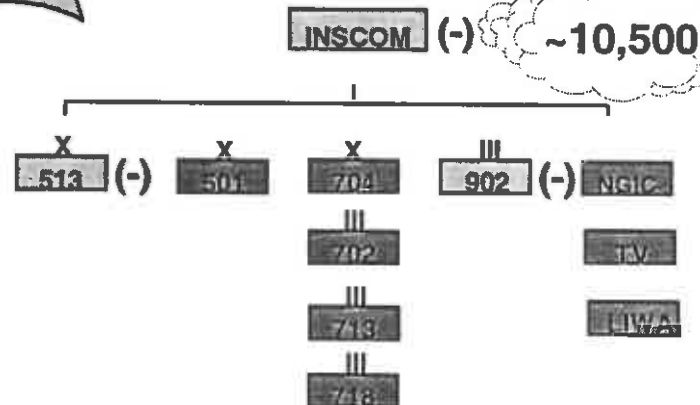 INSCOM (-) ~10,500
X X X III
513 (-) 501 704 902 (-) NGIC
III
702 TV
III
713 LIWA
III
718